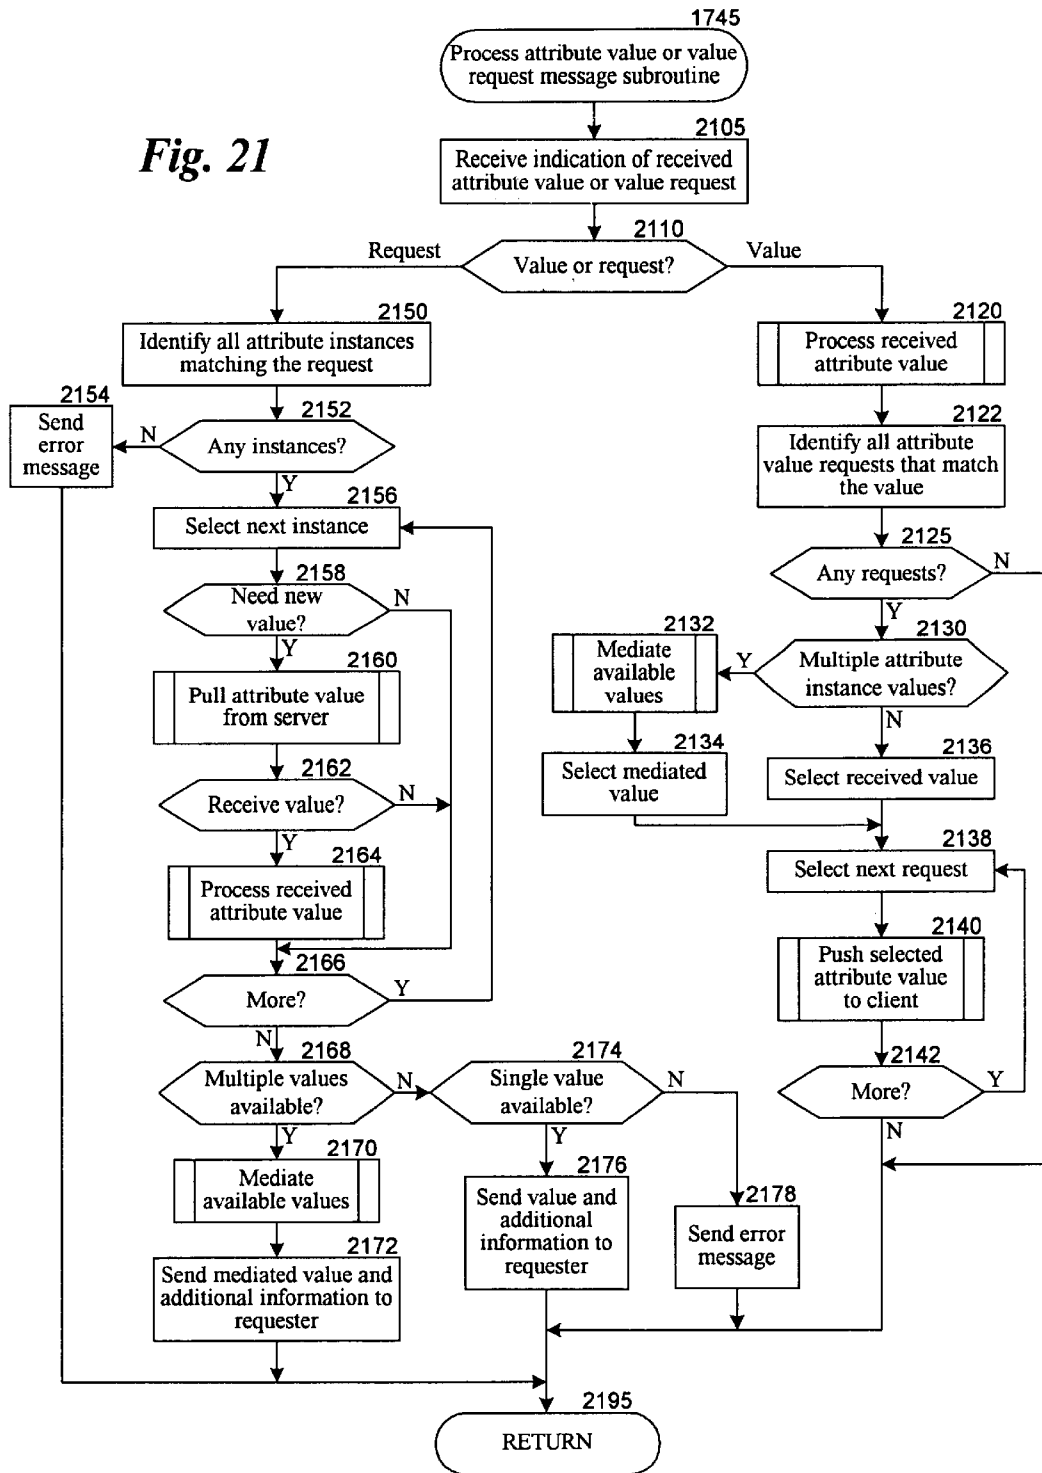 1745
Process attribute value or value
request message subroutine
Fig. 21
2105
Receive indication of received
attribute value or value request
2110
Request
Value or request?
Value
2150
Identify all attribute instances
matching the request
2120
Process received
attribute value
2154
Send
error
message
2152
N
Any instances?
Y
2122
Identify all attribute
value requests that match
the value
2156
Select next instance
2125
Any requests?
N
Y
2158
Need new
value?
N
Y
2130
Multiple attribute
instance values?
Y
N
2132
Mediate
available
values
2160
Pull attribute value
from server
2134
Select mediated
value
2136
Select received value
2162
Receive value?
N
Y
2138
Select next request
2164
Process received
attribute value
2140
Push selected
attribute value
to client
2166
More?
Y
N
2142
More?
Y
N
2168
Multiple values
available?
N
Y
2174
Single value
available?
N
Y
2170
Mediate
available values
2176
Send value and
additional
information to
requester
2178
Send error
message
2172
Send mediated value and
additional information to
requester
2195
RETURN